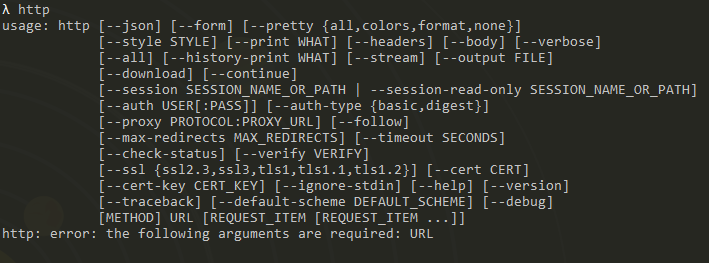 λ http
usage: http [--json] [--form] [--pretty {all,colors,format,none}]
[--style STYLE] [--print WHAT] [--headers] [--body] [--verbose]
[--all] [--history-print WHAT] [--stream] [--output FILE]
[--download] [--continue]
[--session SESSION_NAME_OR_PATH | --session-read-only SESSION_NAME_OR_PATH]
[--auth USER[:PASS]] [--auth-type {basic,digest}]
[--proxy PROTOCOL:PROXY_URL] [--follow]
[--max-redirects MAX_REDIRECTS] [--timeout SECONDS]
[--check-status] [--verify VERIFY]
[--ssl {ssl2.3,ssl3,tls1,tls1.1,tls1.2}] [--cert CERT]
[--cert-key CERT_KEY] [--ignore-stdin] [--help] [--version]
[--traceback] [--default-scheme DEFAULT_SCHEME] [--debug]
[METHOD] URL [REQUEST_ITEM [REQUEST_ITEM ...]]
http: error: the following arguments are required: URL